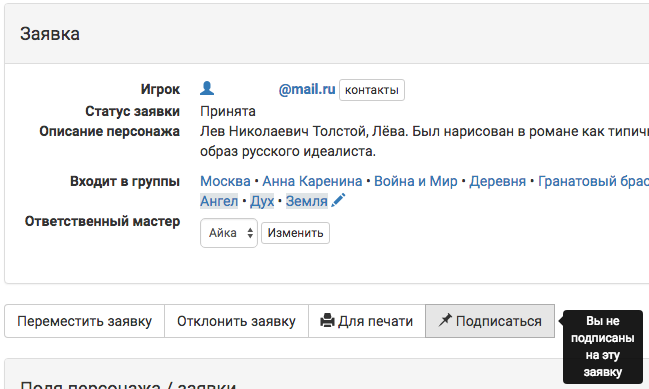 Заявка
Игрок @mail.ru контакты
Статус заявки Принята
Описание персонажа Лев Николаевич Толстой, Лёва. Был нарисован в романе как
образ русского идеалиста.
Входит в группы Москва • Анна Каренина • Война и Мир • Деревня • Гранатовый
Ангел • Дух • Земля
Ответственный мастер Айка Изменить
Переместить заявку Отклонить заявку Для печати Подписаться
Вы не
подписаны
на эту
заявку
Поля персонажа / заявки